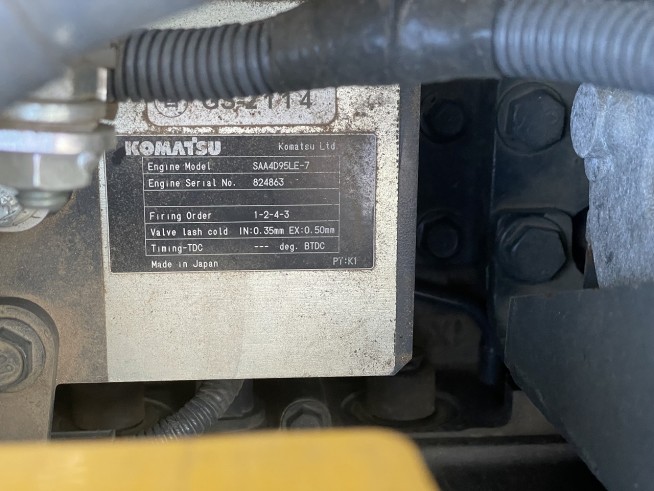 KOMATSU Komatsu Ltd.
Engine Model SAA4D95LE-7
Engine Serial No. 824863
Firing Order 1-2-4-3
Valve lash cold IN:0.35mm EX:0.50mm
Timing-TDC --- deg. BTDC
Made in Japan PT:K1